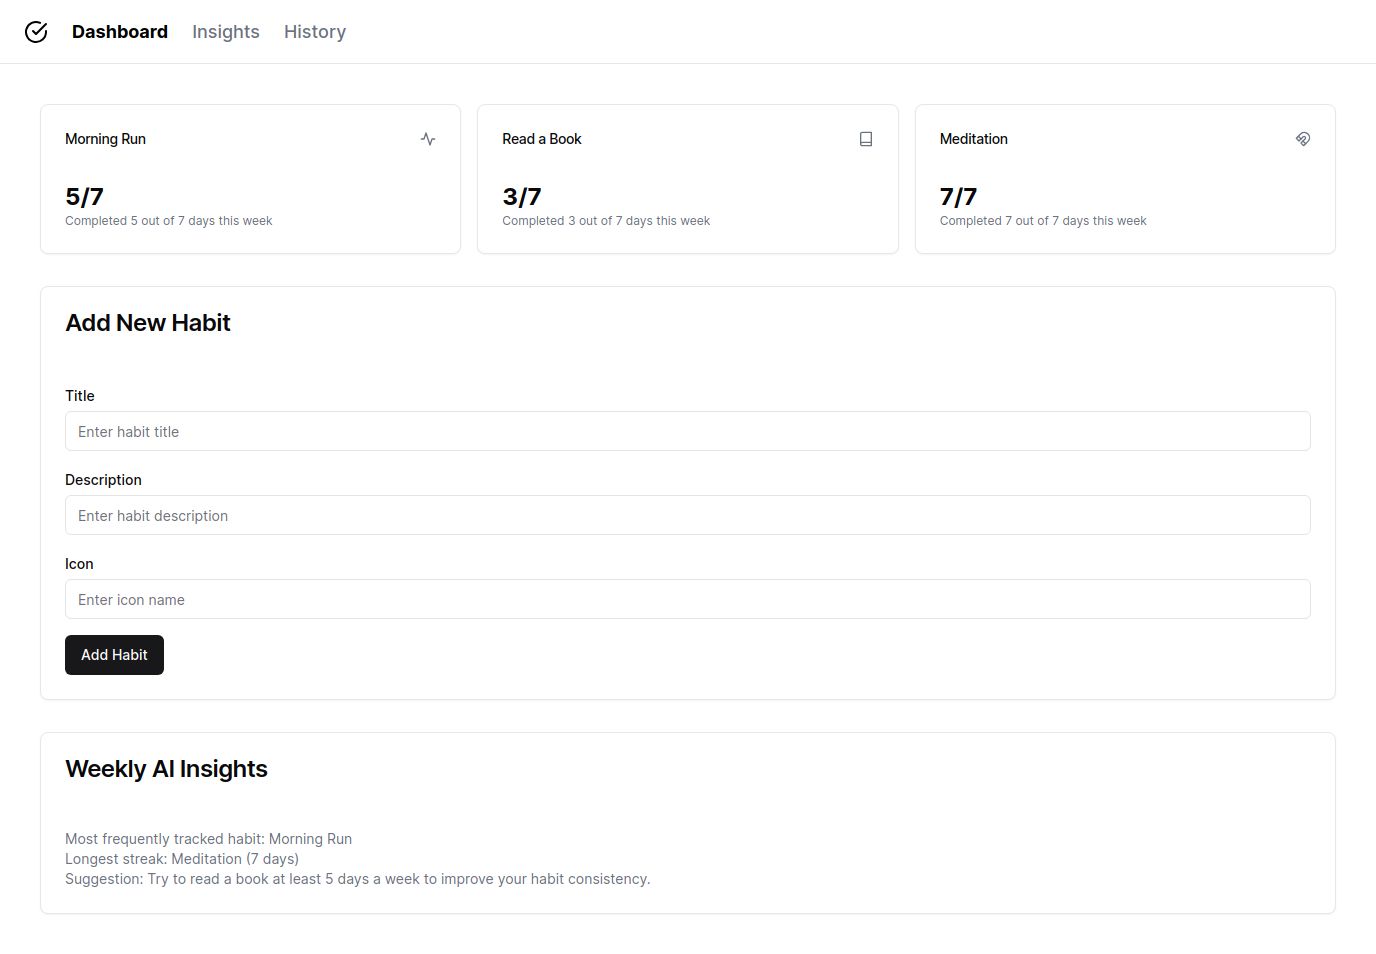 Dashboard Insights History
Morning Run
5/7
Completed 5 out of 7 days this week
Read a Book
3/7
Completed 3 out of 7 days this week
Meditation
7/7
Completed 7 out of 7 days this week
Add New Habit
Title
Enter habit title
Description
Enter habit description
Icon
Enter icon name
Add Habit
Weekly AI Insights
Most frequently tracked habit: Morning Run
Longest streak: Meditation (7 days)
Suggestion: Try to read a book at least 5 days a week to improve your habit consistency.